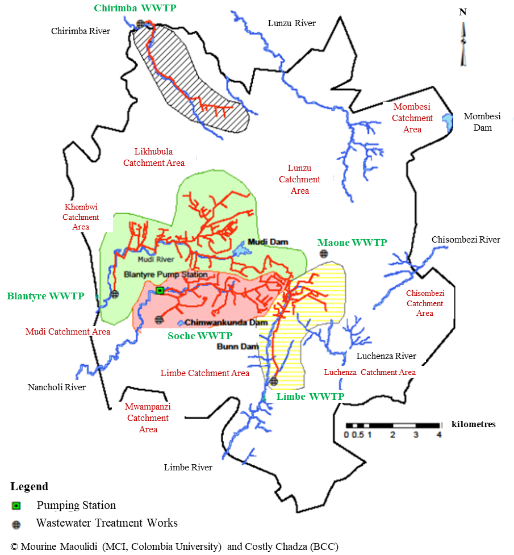 Chirimba WWTP
Chirimba River
Lunzu River
N
Mombesi
Catchment
Area
Mombesi
Dam
Likhubula
Catchment Area
Lunzu
Catchment
Area
Khombwi
Catchment
Area
Mudi Dam
Maone WWTP
Chisombezi River
Mudi River
Blantyre Pump Station
Blantyre WWTP
Chisombezi
Catchment
Area
Mudi Catchment Area
Chimwankunda Dam
Soche WWTP
Bunn Dam
Luchenza River
Limbe Catchment Area
Luchenza Catchment Area
Nancholi River
Limbe WWTP
Mwampanzi
Catchment
Area
kilometres
0 0.5 1 2 3 4
Limbe River
Legend
Pumping Station
Wastewater Treatment Works
© Mourine Maoulidi (MCI, Colombia University) and Costly Chadza (BCC)